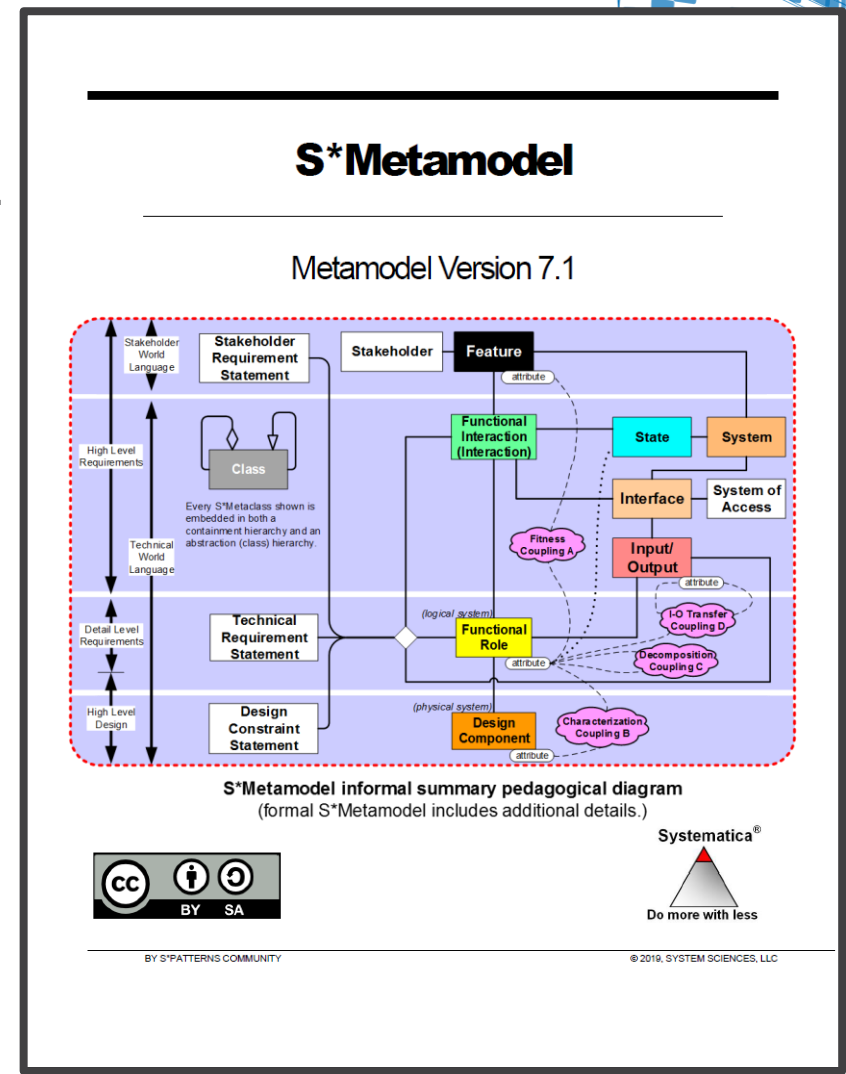 S*Metamodel
Metamodel Version 7.1
Stakeholder
World
Language
Stakeholder
Requirement
Statement
Stakeholder
Feature
attribute
High Level
Requirements
Class
Every S*Metaclass shown is
embedded in both a
containment hierarchy and an
abstraction (class) hierarchy.
Functional
Interaction
(Interaction)
State
System
Interface
System of
Access
Technical
World
Language
Fitness
Coupling A
Input/
Output
attribute
Detail Level
Requirements
Technical
Requirement
Statement
(logical system)
Functional
Role
attribute
I-O Transfer
Coupling D
Decomposition
Coupling C
High Level
Design
Design
Constraint
Statement
(physical system)
Design
Component
attribute
Characterization
Coupling B
S*Metamodel informal summary pedagogical diagram
(formal S*Metamodel includes additional details.)
cc
BY SA
Systematica®
Do more with less
BY S*PATTERNS COMMUNITY
© 2019, SYSTEM SCIENCES, LLC